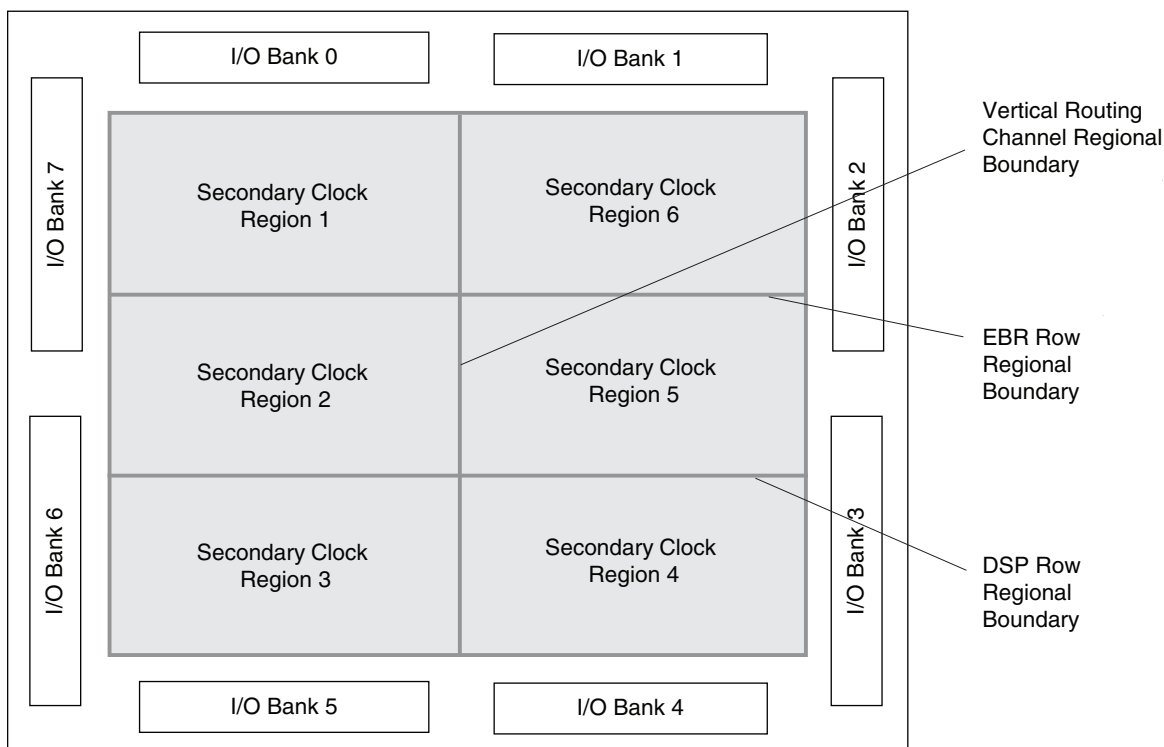 I/O Bank 0
I/O Bank 1
I/O Bank 7
I/O Bank 2
Vertical Routing
Channel Regional
Boundary
Secondary Clock
Region 1
Secondary Clock
Region 6
EBR Row
Regional
Boundary
Secondary Clock
Region 2
Secondary Clock
Region 5
I/O Bank 6
I/O Bank 3
Secondary Clock
Region 3
Secondary Clock
Region 4
DSP Row
Regional
Boundary
I/O Bank 5
I/O Bank 4